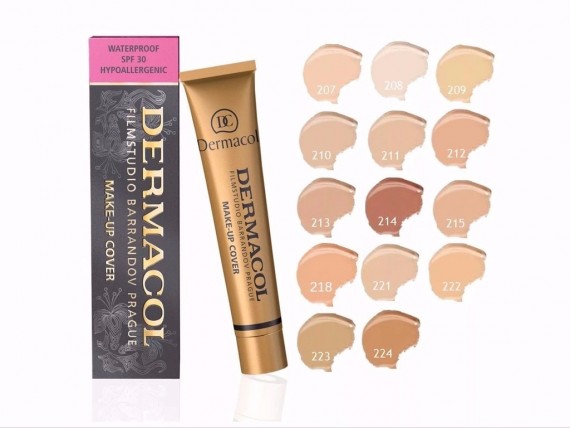 WATERPROOF
SPF 30
HYPOALLERGENIC
DERMACOL
FILMSTUDIO BARRANDOV PRAGUE
MAKE-UP COVER
DC
Dermacol
DERMACOL
FILMSTUDIO BARRANDOV PRAGUE
MAKE-UP COVER
207
208
209
210
211
212
213
214
215
218
221
222
223
224